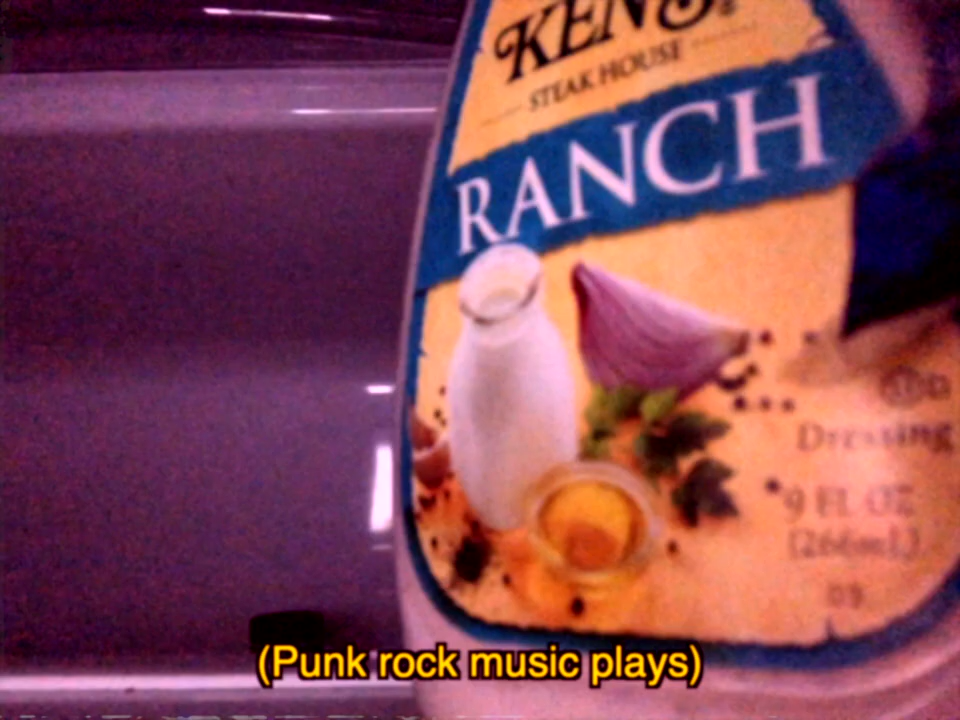 KEN'S
STEAK HOUSE
RANCH
Dressing
9 FL OZ
(266mL)
(Punk rock music plays)